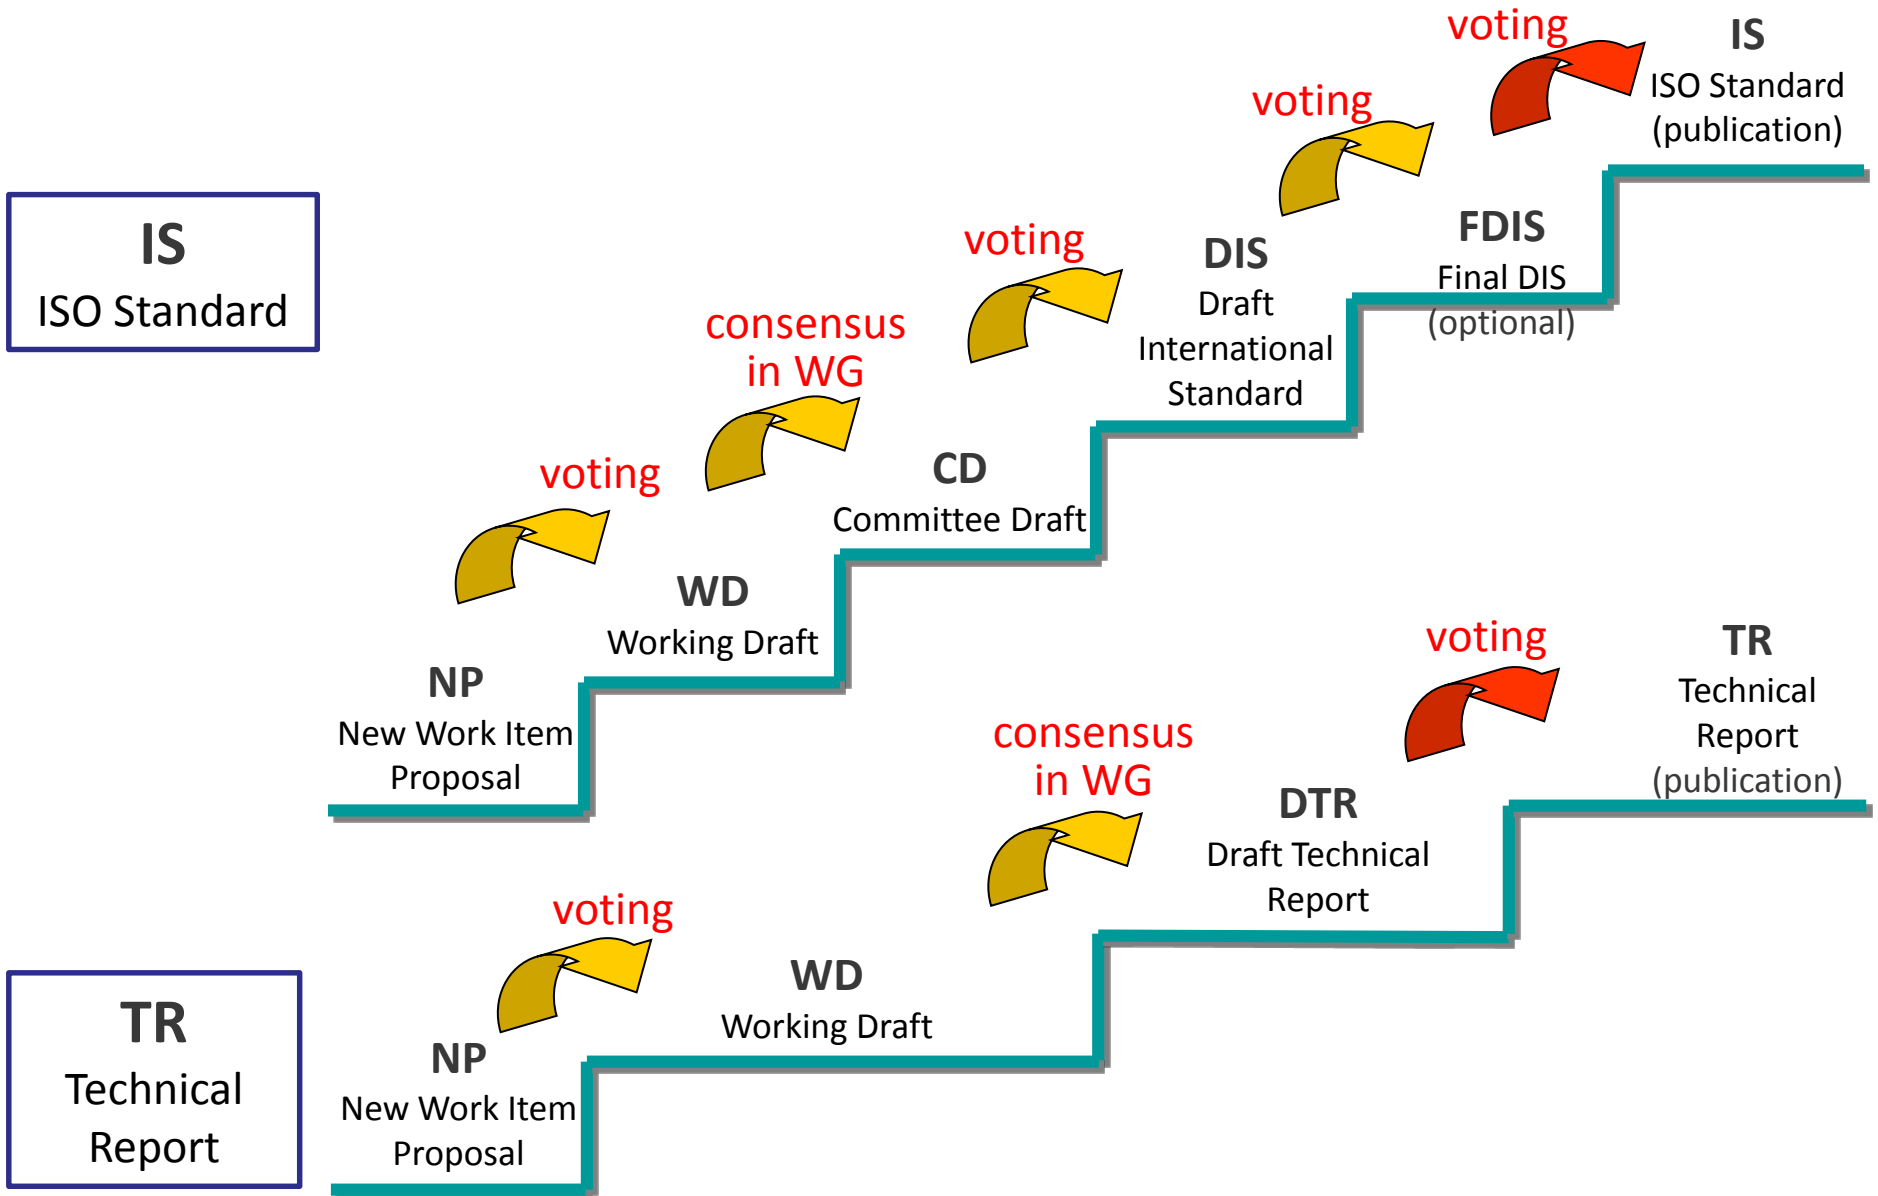 IS
ISO Standard
NP
New Work Item
Proposal
voting
WD
Working Draft
consensus
in WG
CD
Committee Draft
voting
DIS
Draft
International
Standard
voting
FDIS
Final DIS
(optional)
voting
IS
ISO Standard
(publication)
TR
Technical
Report
NP
New Work Item
Proposal
voting
WD
Working Draft
consensus
in WG
DTR
Draft Technical
Report
voting
TR
Technical
Report
(publication)